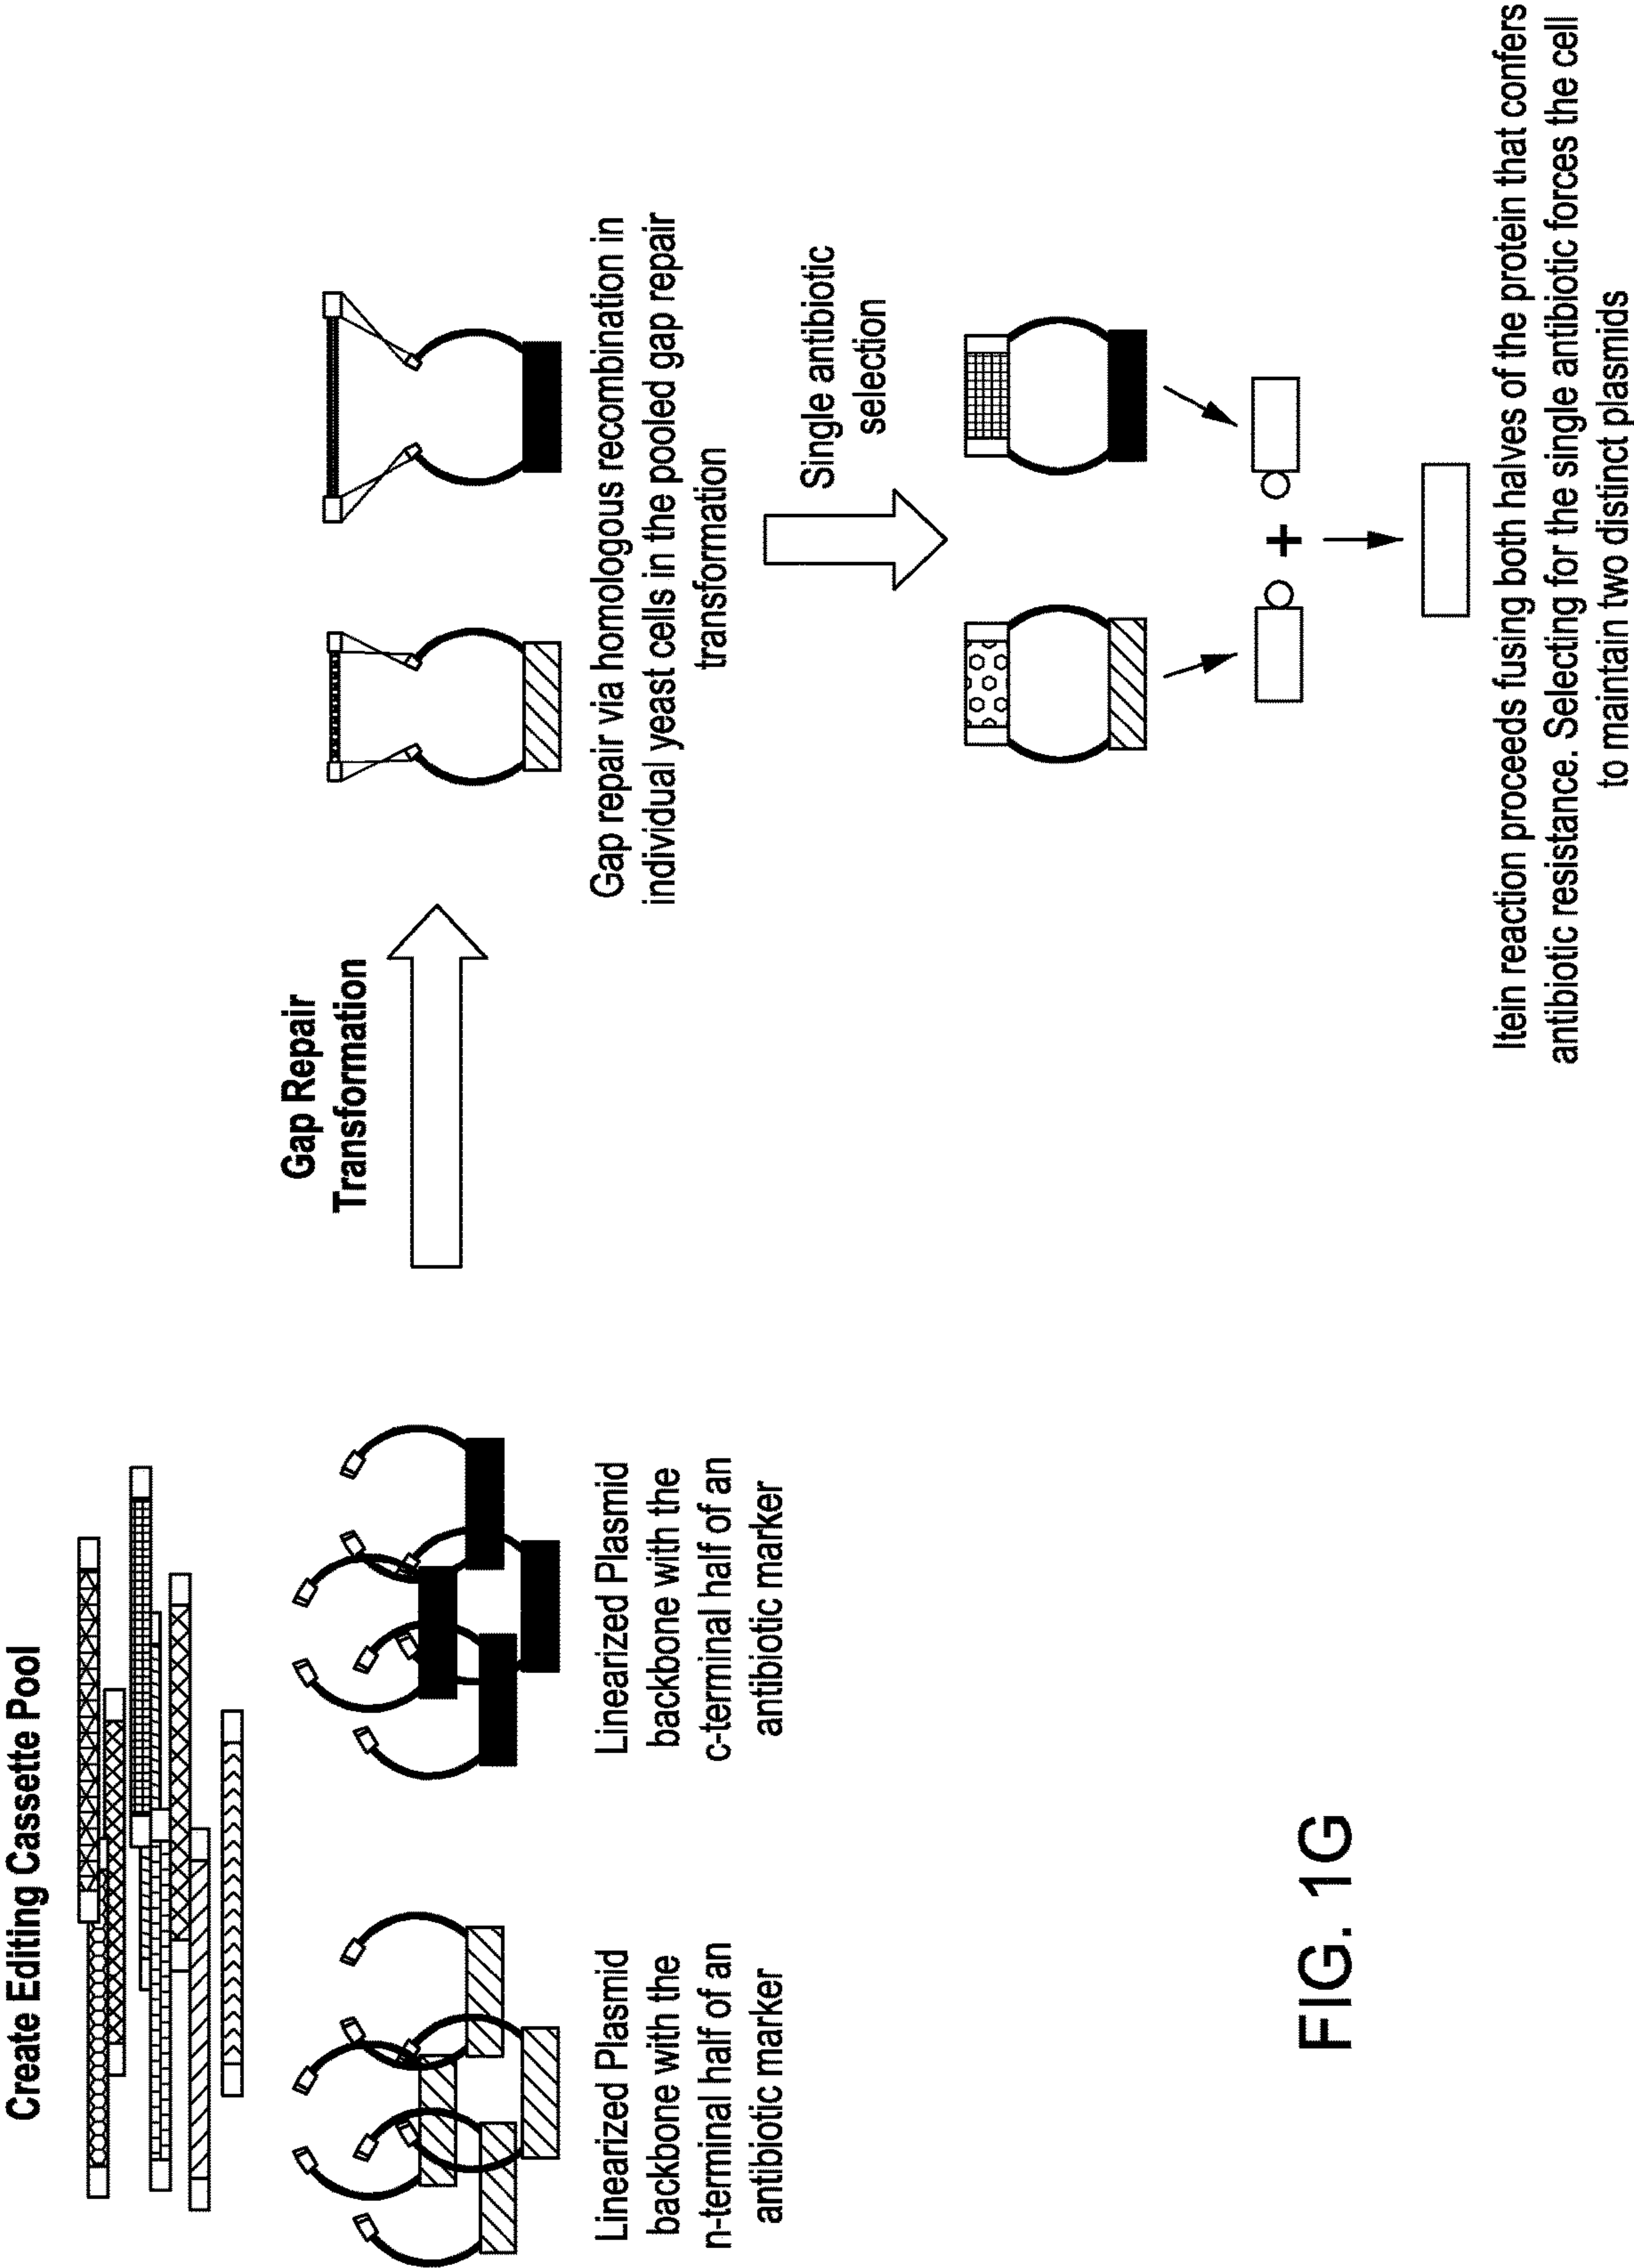 Create Editing Cassette Pool
Linearized Plasmid
backbone with the
n-terminal half of an
antibiotic marker
Linearized Plasmid
backbone with the
c-terminal half of an
antibiotic marker
Gap Repair
Transformation
Gap repair via homologous recombination in
individual yeast cells in the pooled gap repair
transformation
Single antibiotic
selection
+
Itein reaction proceeds fusing both halves of the protein that confers
antibiotic resistance. Selecting for the single antibiotic forces the cell
to maintain two distinct plasmids
FIG. 1G